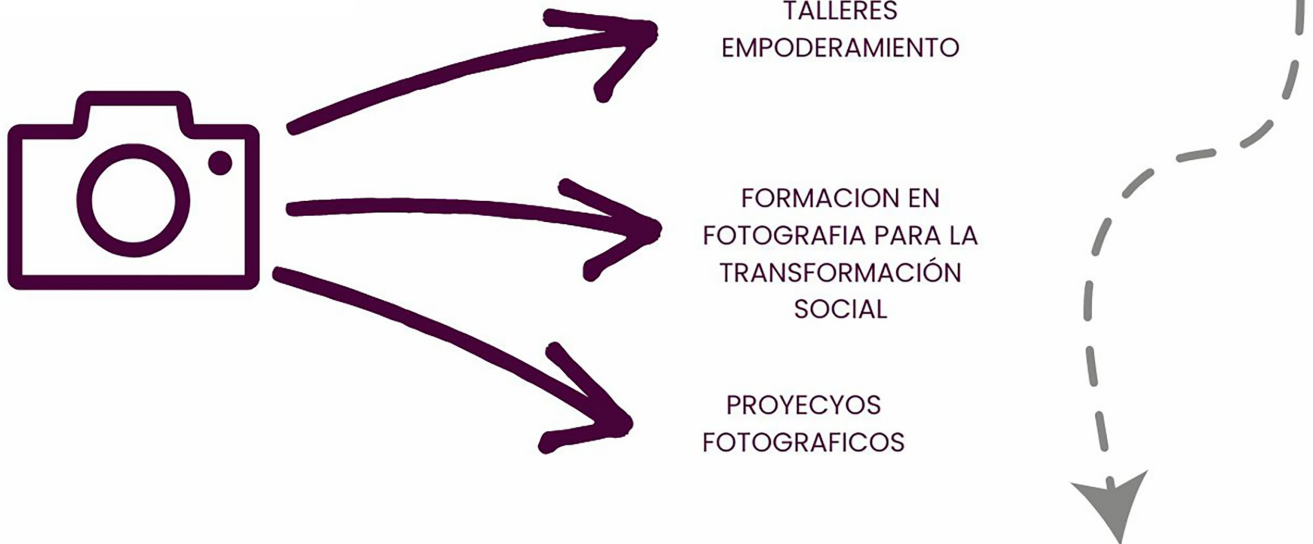 TALLERES
EMPODERAMIENTO
FORMACION EN
FOTOGRAFIA PARA LA
TRANSFORMACIÓN
SOCIAL
PROYECYOS
FOTOGRAFICOS